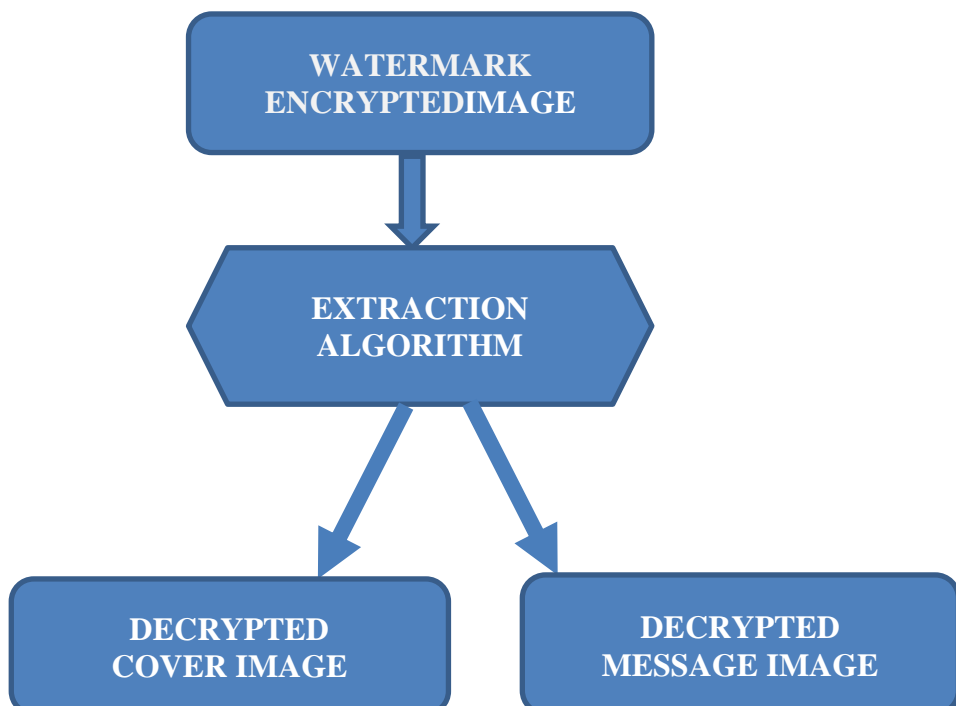 WATERMARK
ENCRYPTEDIMAGE
EXTRACTION
ALGORITHM
DECRYPTED
COVER IMAGE
DECRYPTED
MESSAGE IMAGE